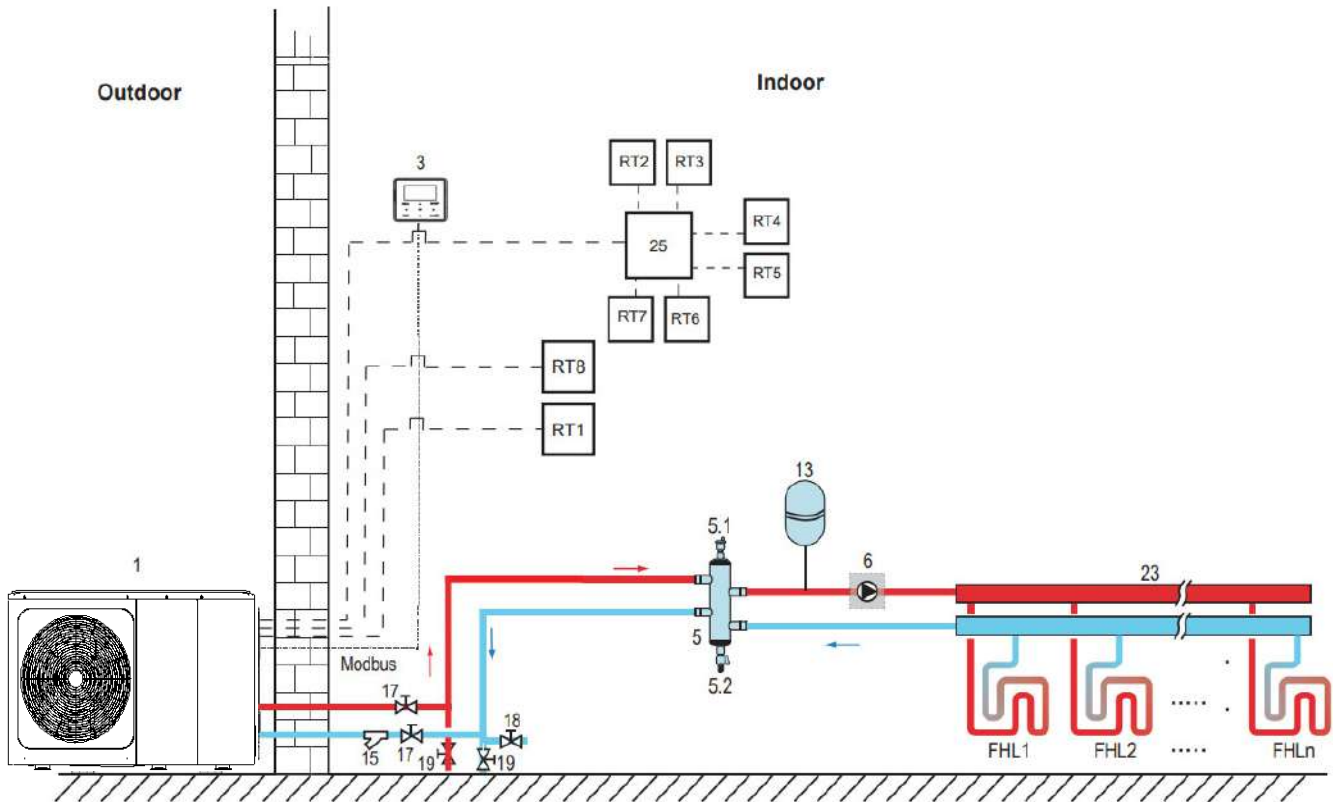 Outdoor
Indoor
3
RT2
RT3
RT4
25
RT5
RT7
RT6
RT8
RT1
13
5.1
6
1
23
5
Modbus
5.2
17
18
15
17
19
19
FHL1
FHL2
.....
.....
FHLn